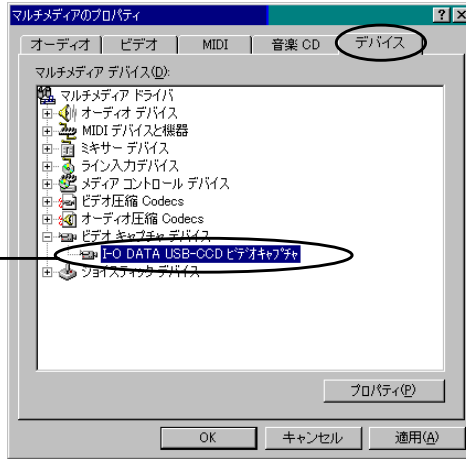 マルチメディアのプロパティ
オーディオ ビデオ MIDI 音楽 CD デバイス
マルチメディア デバイス(D):
マルチメディア ドライバ
オーディオ デバイス
MIDI デバイスと機器
ミキサー デバイス
ライン入力デバイス
メディア コントロール デバイス
ビデオ圧縮 Codecs
オーディオ圧縮 Codecs
ビデオ キャプチャ デバイス
I-O DATA USB-CCD ビデオキャプチャ
ジョイスティック デバイス
プロパティ(P)
OK キャンセル 適用(A)